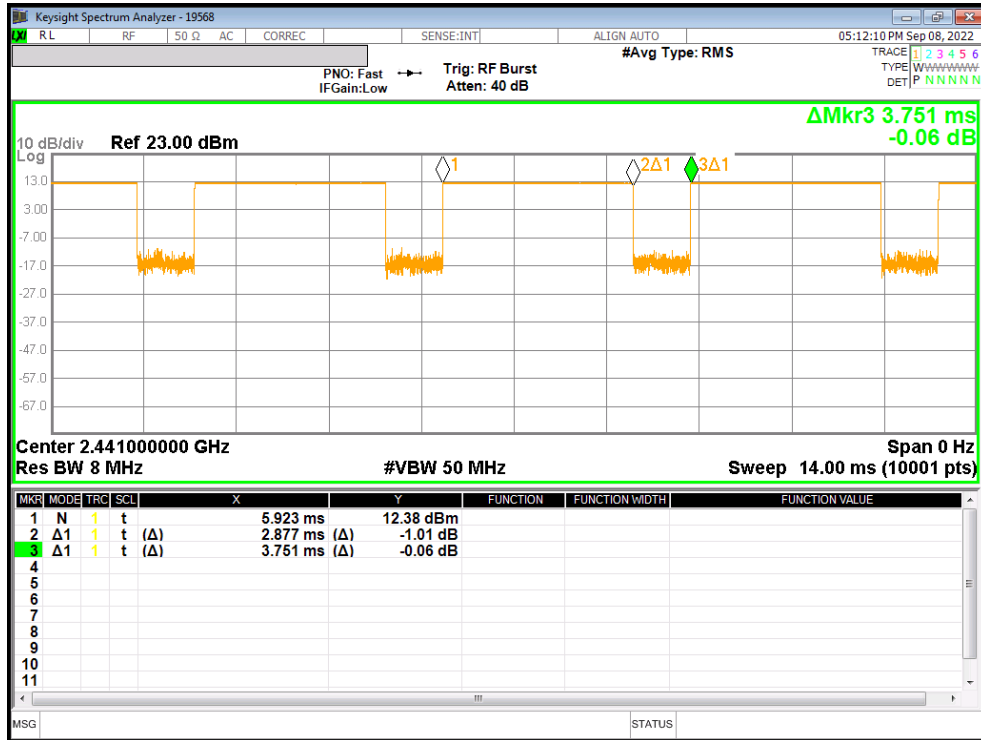 Keysight Spectrum Analyzer - 19568
LXI RL RF 50 Ω AC CORREC SENSE:INT ALIGN AUTO 05:12:10 PM Sep 08, 2022
#Avg Type: RMS TRACE 1 2 3 4 5 6
PNO: Fast Trig: RF Burst TYPE WWWWWW
IFGain:Low Atten: 40 dB DET P N N N N N
ΔMkr3 3.751 ms
10 dB/div Ref 23.00 dBm -0.06 dB
Log
1 2Δ1 3Δ1
13.0
3.00
-7.00
-17.0
-27.0
-37.0
-47.0
-57.0
-67.0
Center 2.441000000 GHz Span 0 Hz
Res BW 8 MHz #VBW 50 MHz Sweep 14.00 ms (10001 pts)
MKR MODE TRC SCL X Y FUNCTION FUNCTION WIDTH FUNCTION VALUE
1 N 1 t 5.923 ms 12.38 dBm
2 Δ1 1 t (Δ) 2.877 ms (Δ) -1.01 dB
3 Δ1 1 t (Δ) 3.751 ms (Δ) -0.06 dB
4
5
6
7
8
9
10
11
MSG STATUS